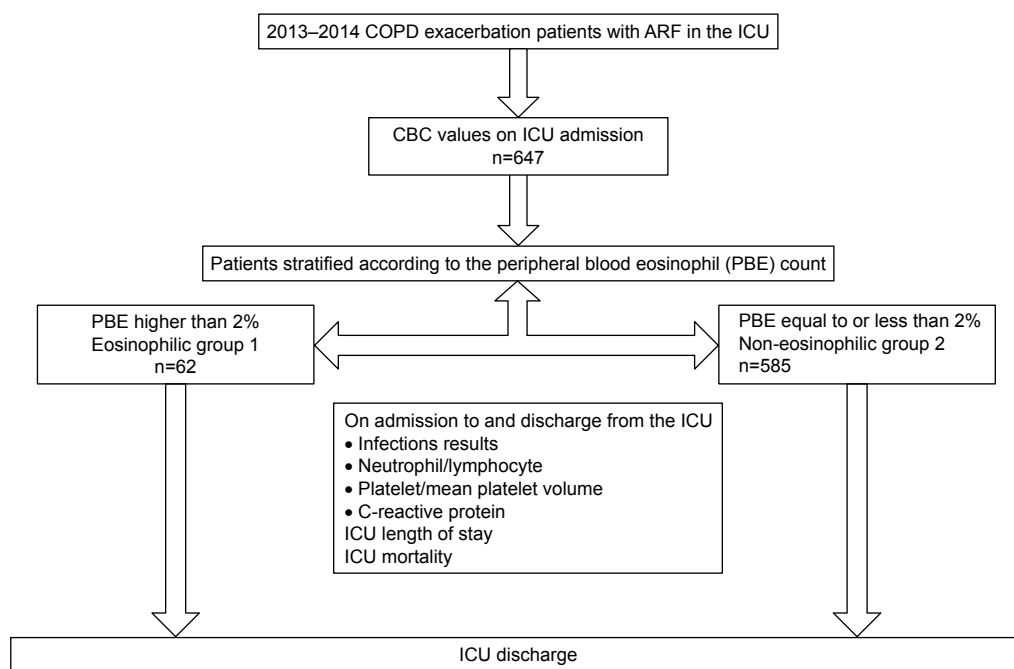 2013–2014 COPD exacerbation patients with ARF in the ICU
CBC values on ICU admission
n=647
Patients stratified according to the peripheral blood eosinophil (PBE) count
PBE higher than 2%
Eosinophilic group 1
n=62
PBE equal to or less than 2%
Non-eosinophilic group 2
n=585
On admission to and discharge from the ICU
• Infections results
• Neutrophil/lymphocyte
• Platelet/mean platelet volume
• C-reactive protein
ICU length of stay
ICU mortality
ICU discharge